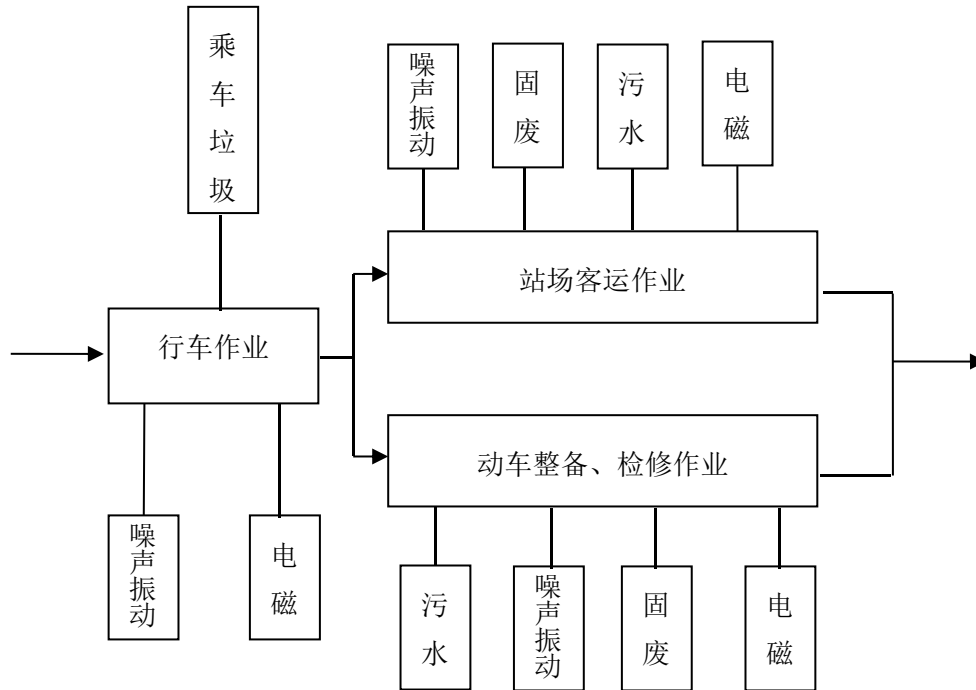 乘车垃圾
噪声振动
固废
污水
电磁
站场客运作业
行车作业
动车整备、检修作业
噪声振动
电磁
污水
噪声振动
固废
电磁